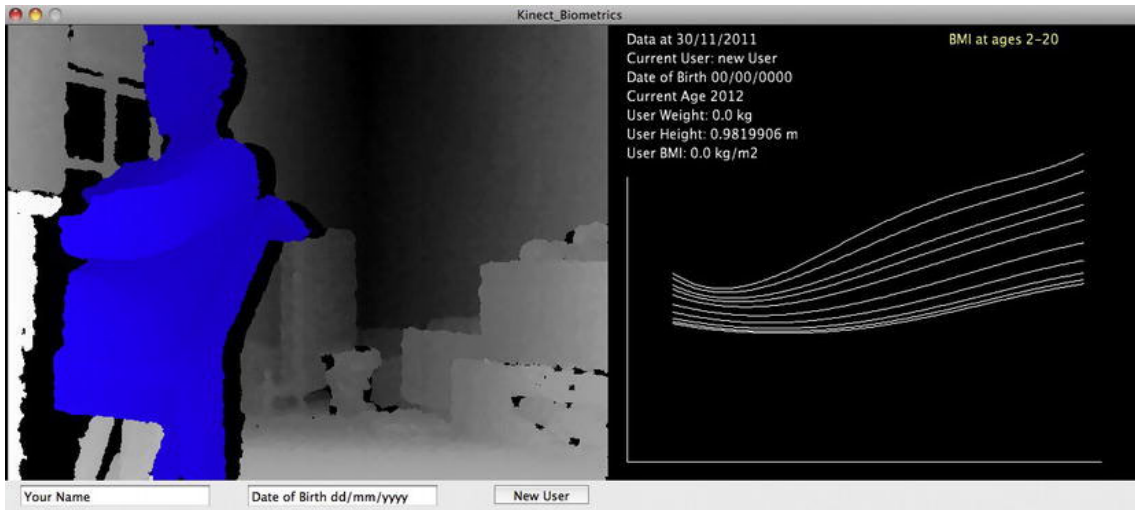 Kinect_Biometrics
Data at 30/11/2011
BMI at ages 2-20
Current User: new User
Date of Birth 00/00/0000
Current Age 2012
User Weight: 0.0 kg
User Height: 0.9819906 m
User BMI: 0.0 kg/m2
Your Name
Date of Birth dd/mm/yyyy
New User